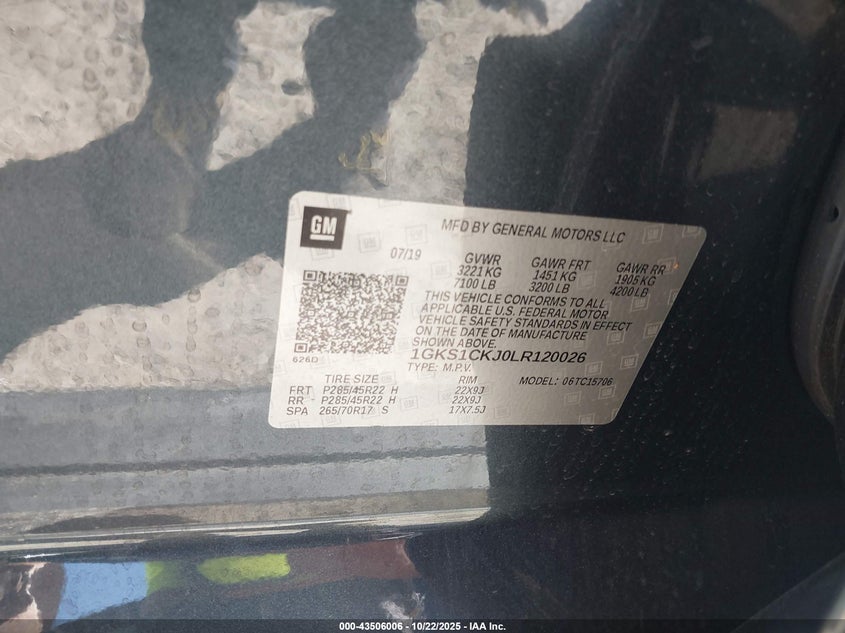 GM
MFD BY GENERAL MOTORS LLC
07/19
GVWR GAWR FRT GAWR RR
3221 KG 1451 KG 1905 KG
7100 LB 3200 LB 4200 LB
THIS VEHICLE CONFORMS TO ALL
APPLICABLE U.S. FEDERAL MOTOR
VEHICLE SAFETY STANDARDS IN EFFECT
ON THE DATE OF MANUFACTURE
SHOWN ABOVE.
626D
1GKS1CKJ0LR120026
TYPE: M.P.V.
MODEL: 06TC15706
TIRE SIZE RIM
FRT P285/45R22 H 22X9J
RR - P285/45R22 H 22X9J
SPA 265/70R17 S 17X7.5J
000-43506006 - 10/22/2025 - IAA Inc.